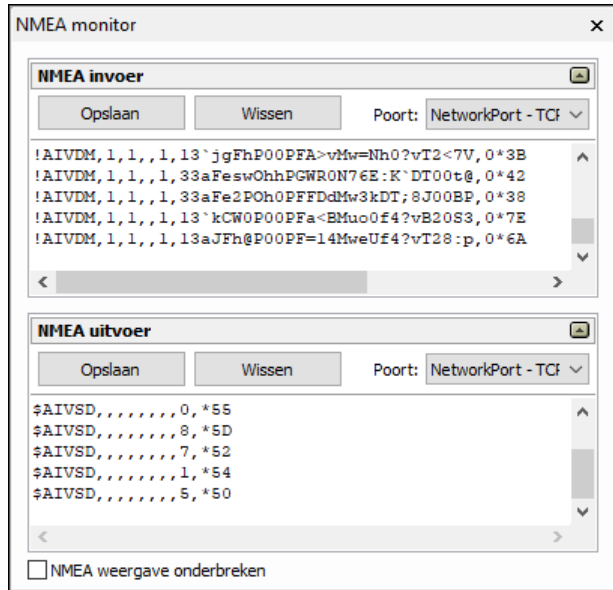 NMEA monitor
NMEA invoer
Opslaan Wissen Poort: NetworkPort - TCF
!AIVDM,1,1,,1,13`jgFhP00PFA>vMw=Nh0?vT2<7V,0*3B
!AIVDM,1,1,,1,33aFeswOhhPGWR0N76E:K`DT00t@,0*42
!AIVDM,1,1,,1,33aFe2POh0PFFDdMw3kDT;8J00BP,0*38
!AIVDM,1,1,,1,13`kCW0P00PFa<BMuo0f4?vB20S3,0*7E
!AIVDM,1,1,,1,13aJFh@P00PF=14MweUf4?vT28:p,0*6A
NMEA uitvoer
Opslaan Wissen Poort: NetworkPort - TCF
$AIVSD,,,,,,,,0,*55
$AIVSD,,,,,,,,8,*5D
$AIVSD,,,,,,,,7,*52
$AIVSD,,,,,,,,1,*54
$AIVSD,,,,,,,,5,*50
NMEA weergave onderbreken